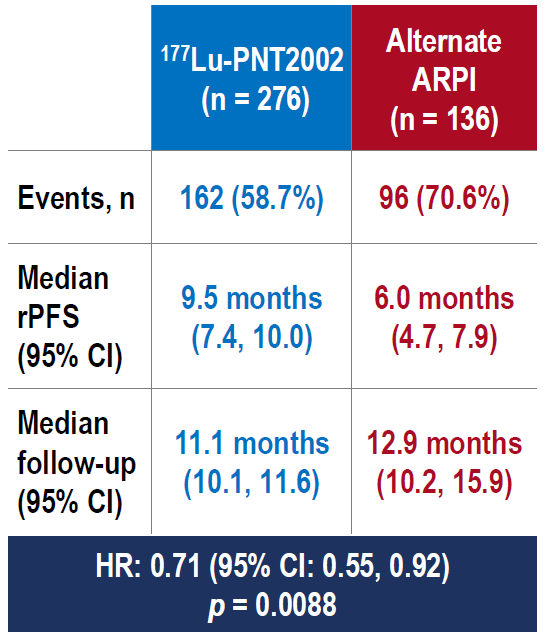 ¹⁷⁷Lu-PNT2002
(n = 276)
Alternate
ARPI
(n = 136)
Events, n
162 (58.7%)
96 (70.6%)
Median
rPFS
(95% CI)
9.5 months
(7.4, 10.0)
6.0 months
(4.7, 7.9)
Median
follow-up
(95% CI)
11.1 months
(10.1, 11.6)
12.9 months
(10.2, 15.9)
HR: 0.71 (95% CI: 0.55, 0.92)
p = 0.0088